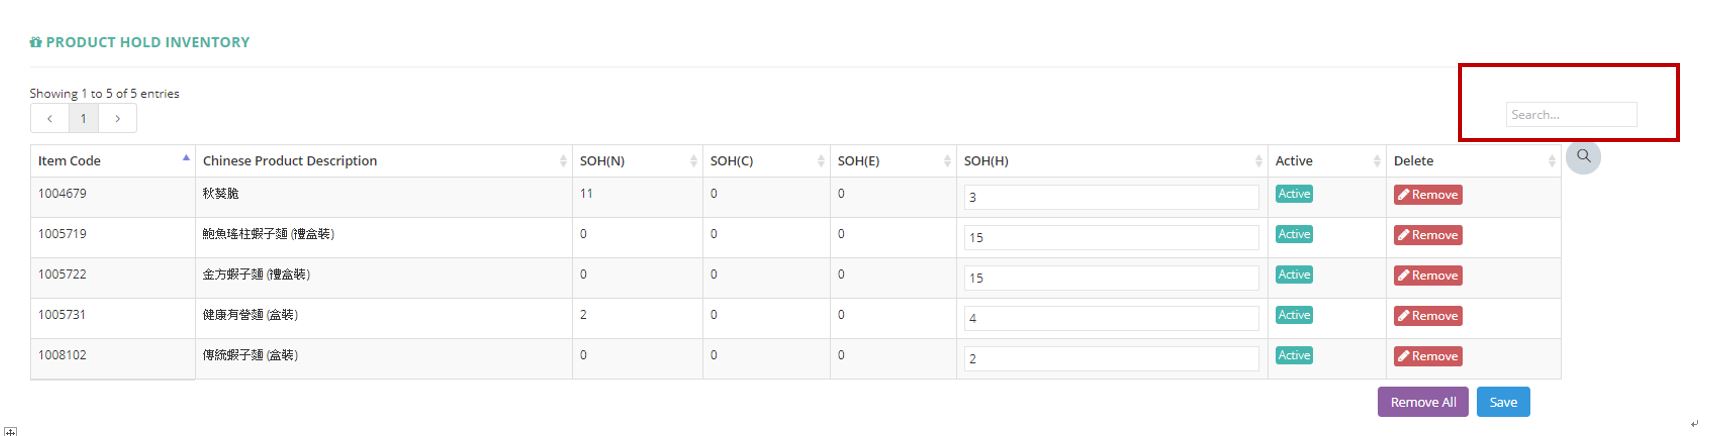 PRODUCT HOLD INVENTORY
Showing 1 to 5 of 5 entries
< 1 >
Search...
Item Code Chinese Product Description SOH(N) SOH(C) SOH(E) SOH(H) Active Delete
1004679 秋葵脆 11 0 0 3 Active Remove
1005719 鮑魚瑤柱蝦子麵 (禮盒裝) 0 0 0 15 Active Remove
1005722 金方蝦子麵 (禮盒裝) 0 0 0 15 Active Remove
1005731 健康有營麵 (盒裝) 2 0 0 4 Active Remove
1008102 傳統蝦子麵 (盒裝) 0 0 0 2 Active Remove
Remove All Save